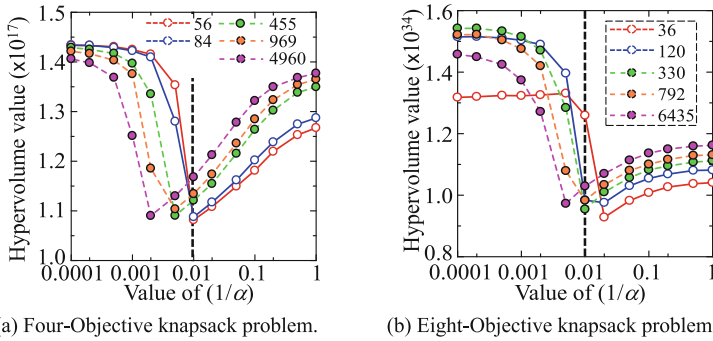 Hypervolume value (x10^17)
1.5
1.4
1.3
1.2
1.1
1.0
56
84
455
969
4960
0.0001 0.001 0.01 0.1 1
Value of (1/α)
(a) Four-Objective knapsack problem.
Hypervolume value (x10^34)
1.6
1.4
1.2
1.0
0.8
36
120
330
792
6435
0.0001 0.001 0.01 0.1 1
Value of (1/α)
(b) Eight-Objective knapsack problem